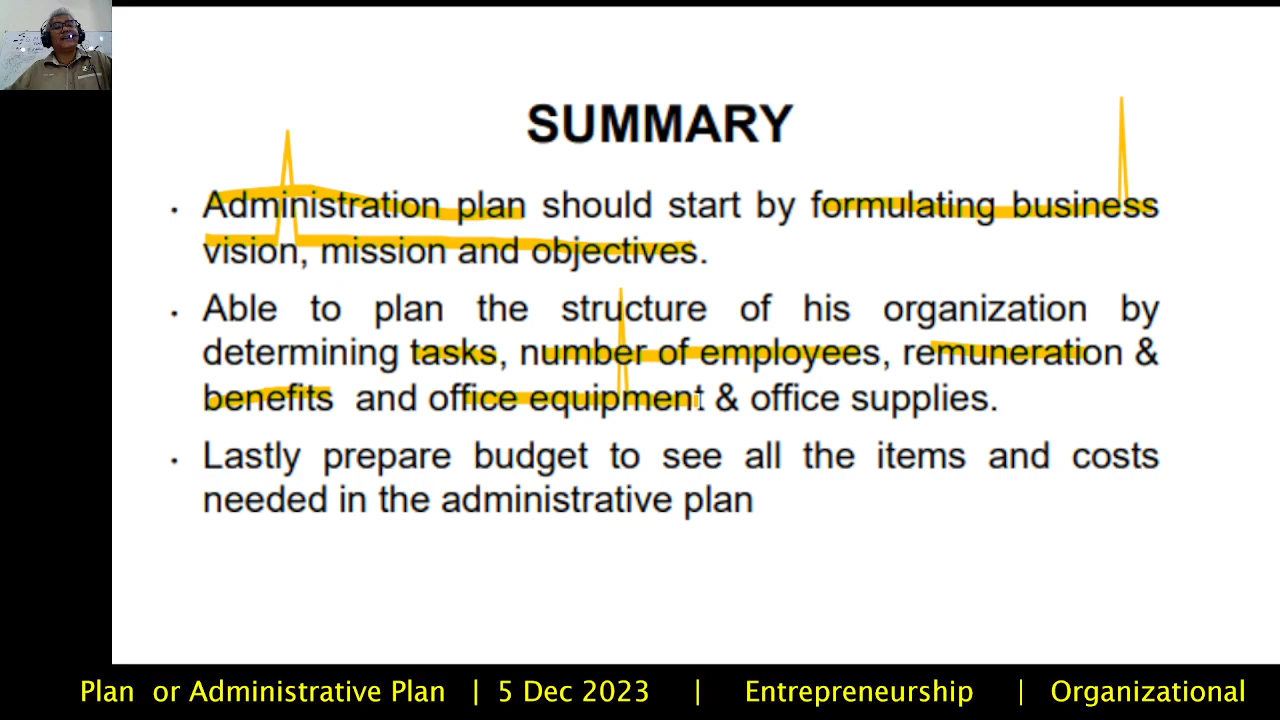 SUMMARY
• Administration plan should start by formulating business
vision, mission and objectives.
• Able to plan the structure of his organization by
determining tasks, number of employees, remuneration &
benefits and office equipment & office supplies.
• Lastly prepare budget to see all the items and costs
needed in the administrative plan
Plan or Administrative Plan | 5 Dec 2023 | Entrepreneurship | Organizational